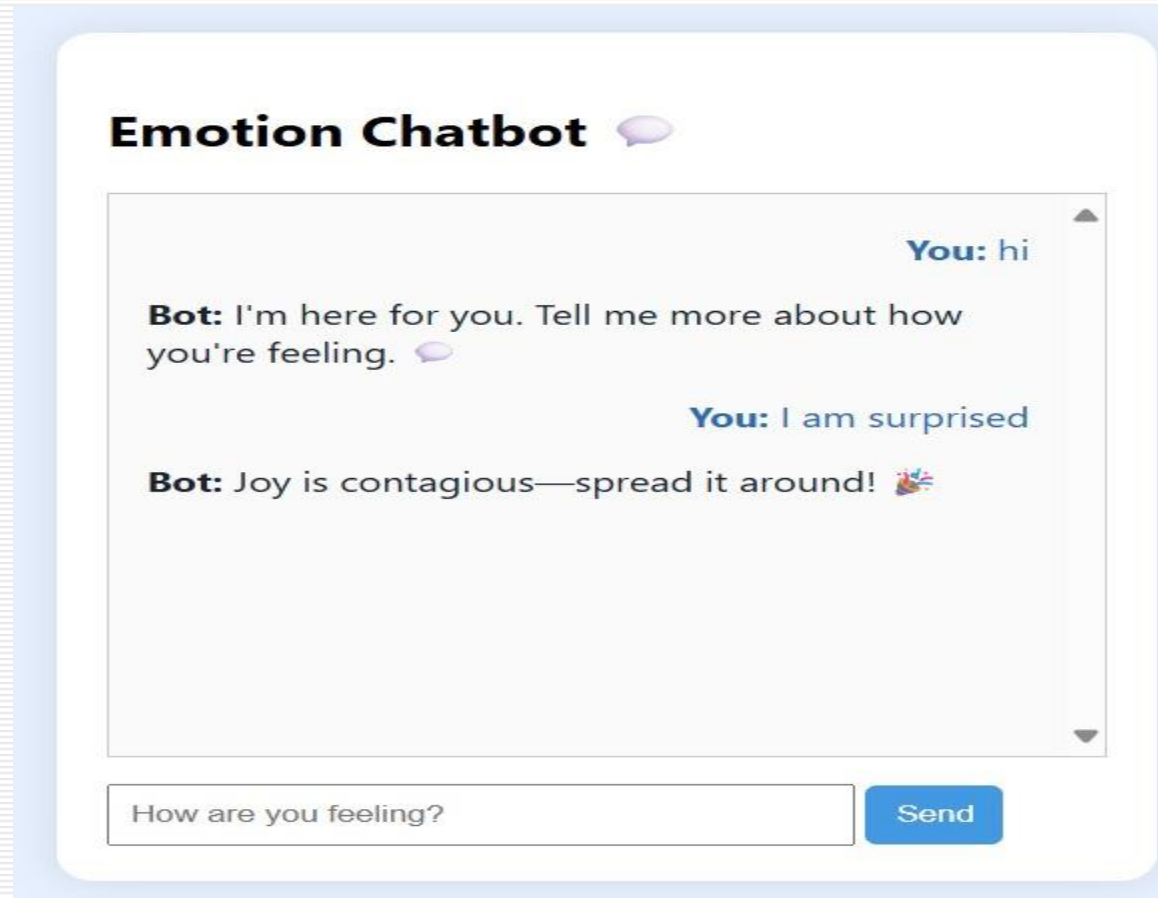 Emotion Chatbot 💬
You: hi
Bot: I'm here for you. Tell me more about how
you're feeling. 💬
You: I am surprised
Bot: Joy is contagious—spread it around! 🎉
How are you feeling?
Send